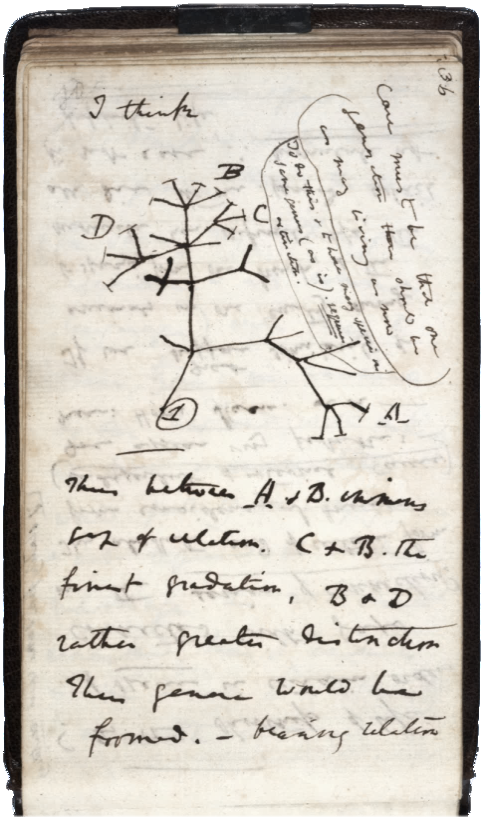 36
I think
Case must be that one
generation then should be
as many living as now
To do this & to have many species in
same genus (as is) requires
extinction.
B
C
D
A
1
Thus between A & B. immens
gap of relation. C & B. the
finest gradation, B & D
rather greater distinction
Thus genera would be
formed. — bearing relation